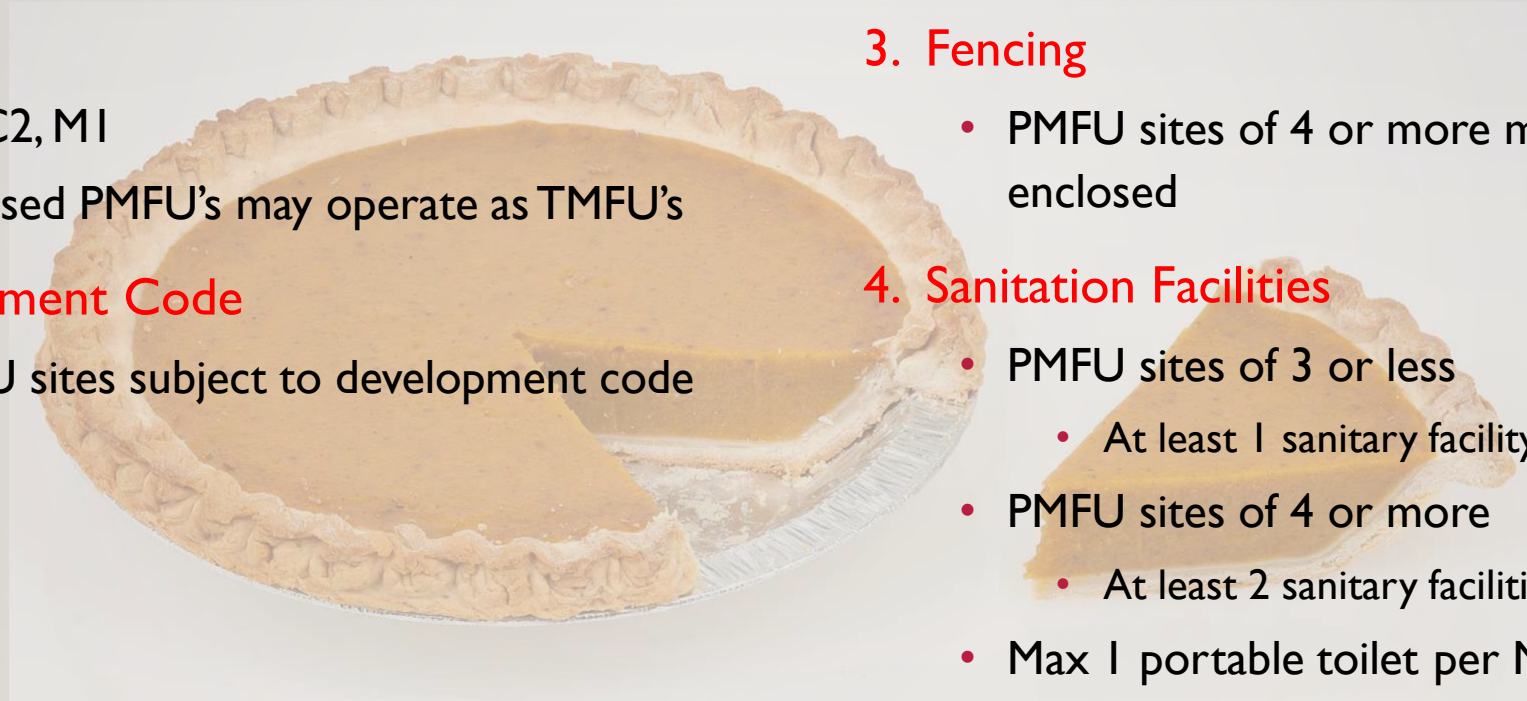 C2, M1
sed PMFU's may operate as TMFU's
ment Code
U sites subject to development code
3. Fencing
• PMFU sites of 4 or more
enclosed
4. Sanitation Facilities
• PMFU sites of 3 or less
• At least 1 sanitary facility
• PMFU sites of 4 or more
• At least 2 sanitary faciliti
• Max 1 portable toilet per